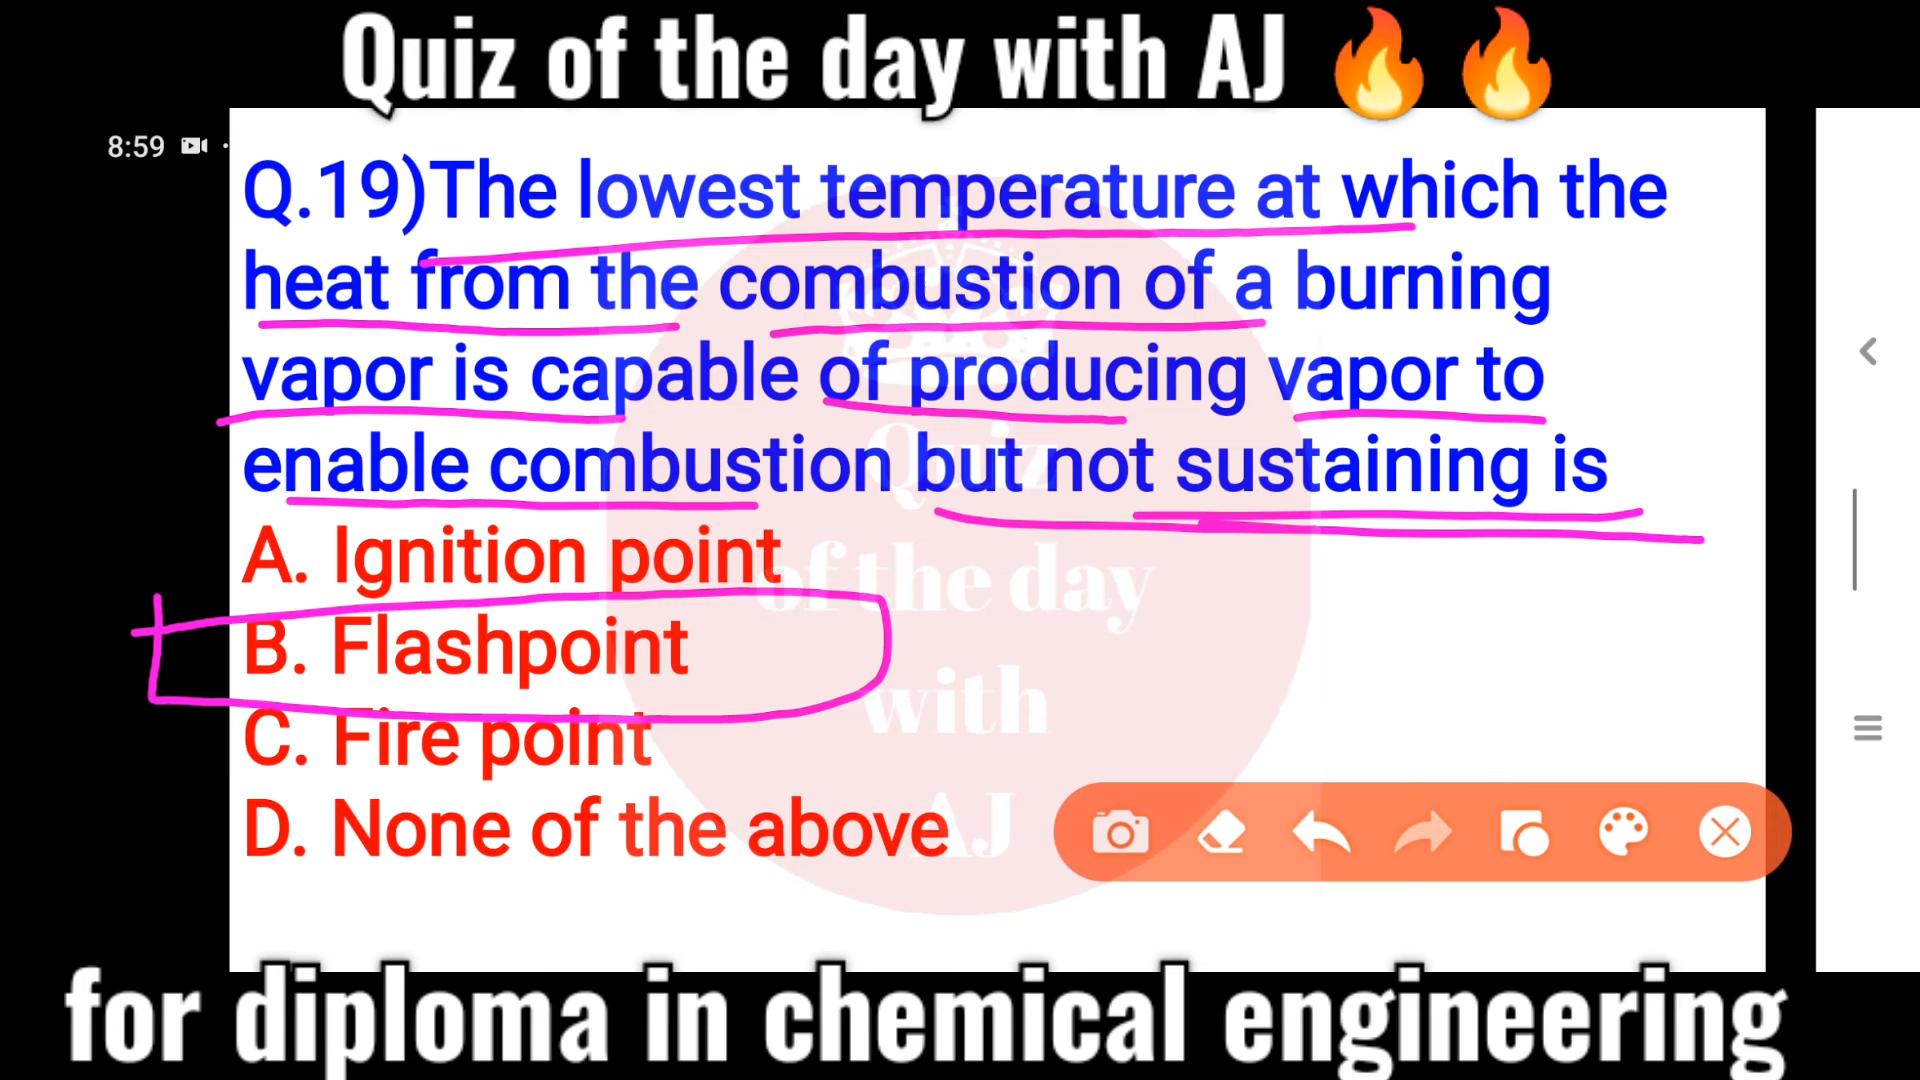 Quiz of the day with AJ 🔥🔥
8:59
Q.19)The lowest temperature at which the
heat from the combustion of a burning
vapor is capable of producing vapor to
enable combustion but not sustaining is
A. Ignition point
B. Flashpoint
C. Fire point
D. None of the above
Quiz
of the day
with
AJ
for diploma in chemical engineering